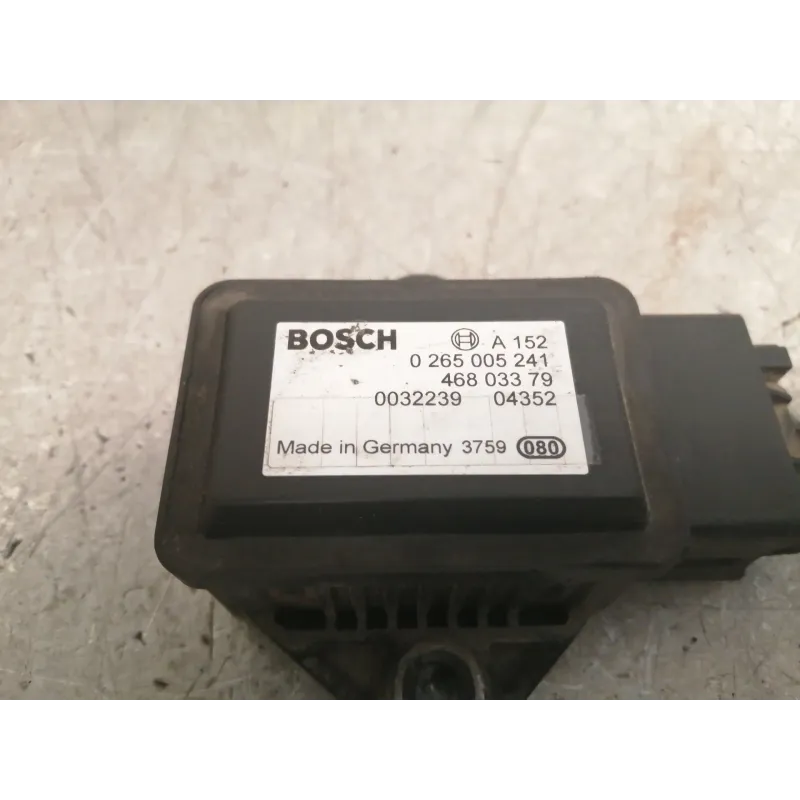 BOSCH A 152
0 265 005 241
468 033 79
0032239 04352
Made in Germany 3759 080